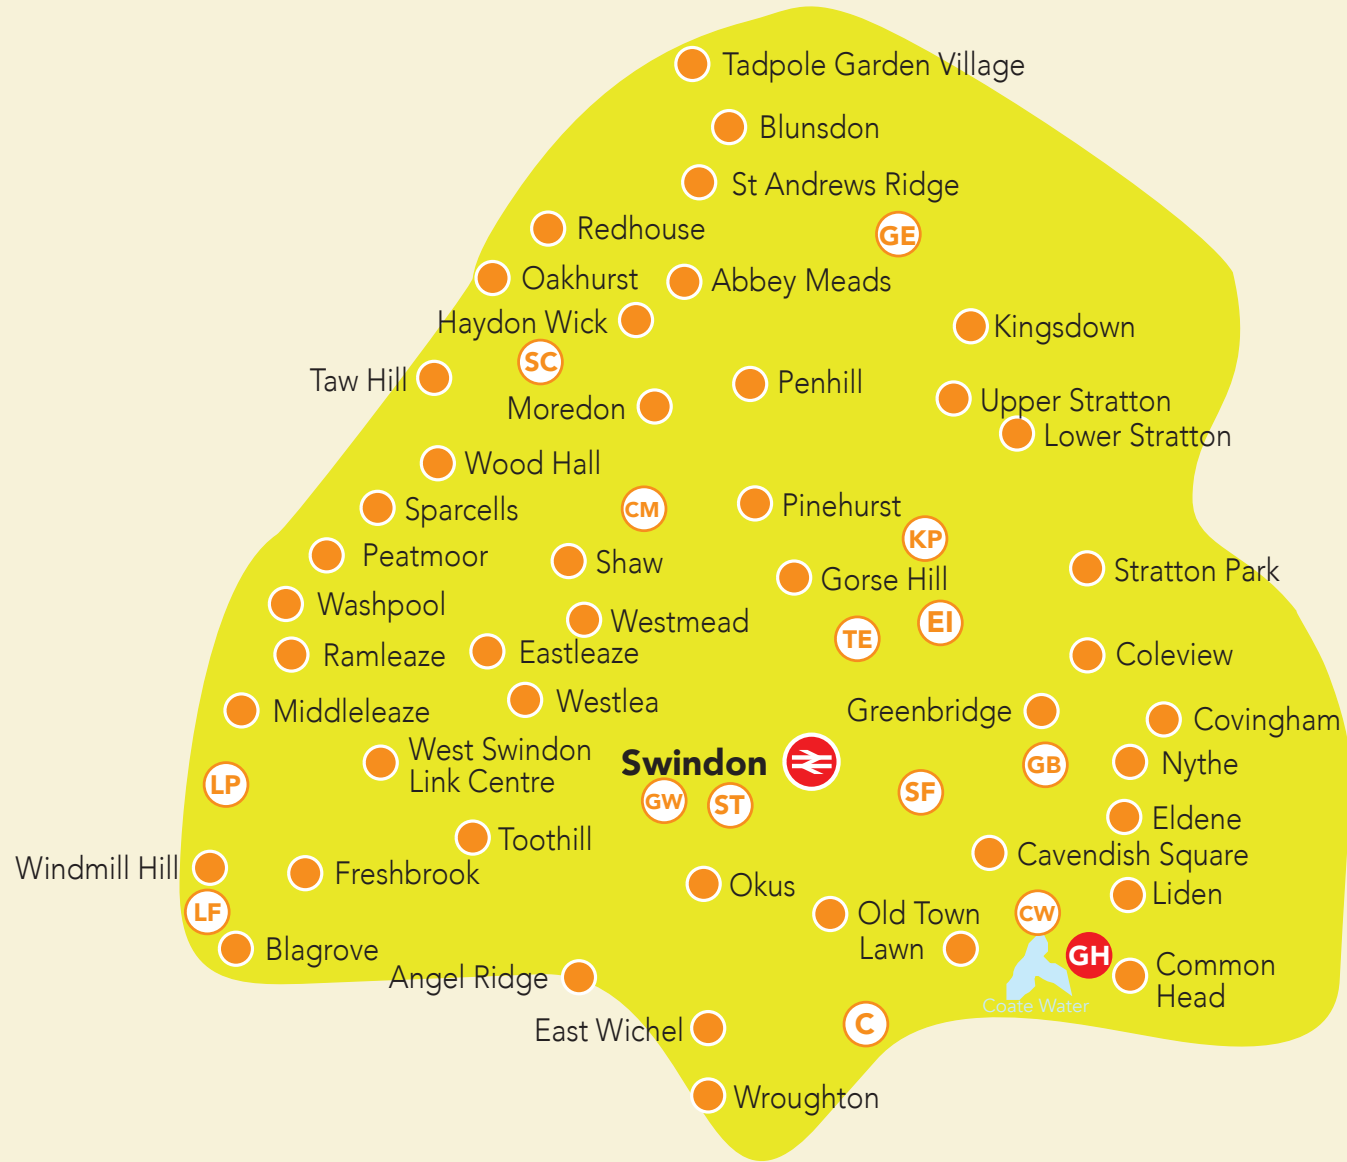 Tadpole Garden Village
Blunsdon
St Andrews Ridge
Redhouse
GE
Oakhurst
Abbey Meads
Haydon Wick
Kingsdown
SC
Taw Hill
Penhill
Moredon
Upper Stratton
Lower Stratton
Wood Hall
Sparcells
CM
Pinehurst
KP
Peatmoor
Shaw
Gorse Hill
Stratton Park
Washpool
Westmead
EI
TE
Ramleaze
Eastleaze
Coleview
Middleleaze
Westlea
Greenbridge
Covingham
West Swindon
Link Centre
Swindon
GB
Nythe
LP
GW
ST
SF
Eldene
Toothill
Cavendish Square
Windmill Hill
Freshbrook
Okus
Liden
LF
Old Town
CW
Blagrove
Lawn
GH
Angel Ridge
Common
Head
Coate Water
C
East Wichel
Wroughton